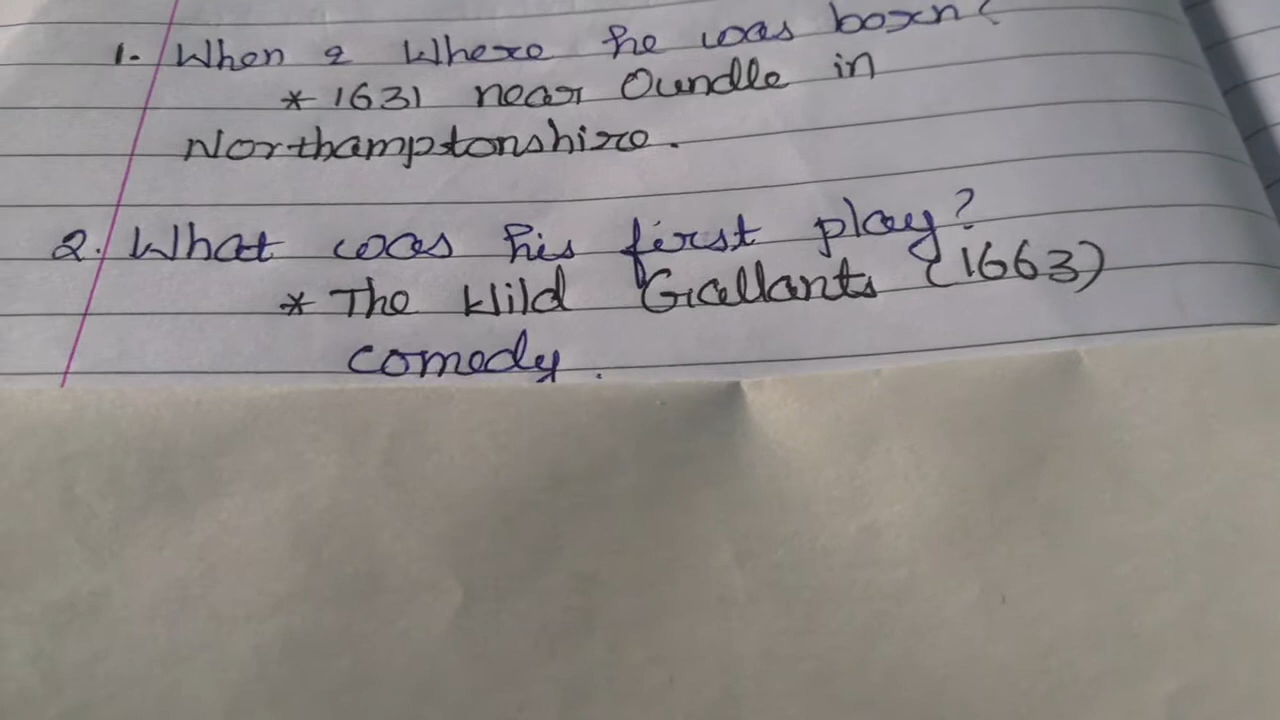 1. When & Where he was born?
* 1631 near Oundle in
Northamptonshire.
2. What was his first play?
* The Wild Gallants (1663)
comedy.